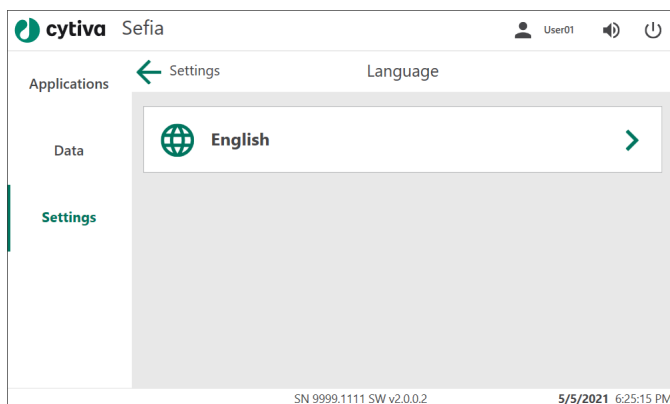 cytiva Sefia User01
Applications
Data
Settings
Settings Language
English
SN 9999.1111 SW v2.0.0.2 5/5/2021 6:25:15 PM